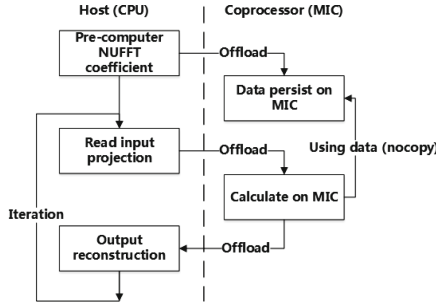 Host (CPU)
Coprocessor (MIC)
Pre-computer
NUFFT
coefficient
Offload
Data persist on
MIC
Read input
projection
Offload
Using data (nocopy)
Calculate on MIC
Iteration
Output
reconstruction
Offload